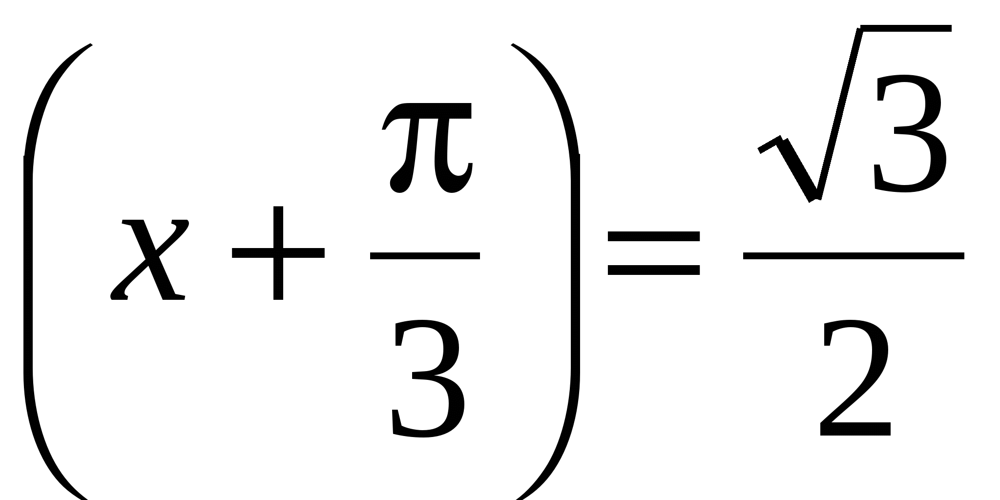 (x + π/3) = √3/2